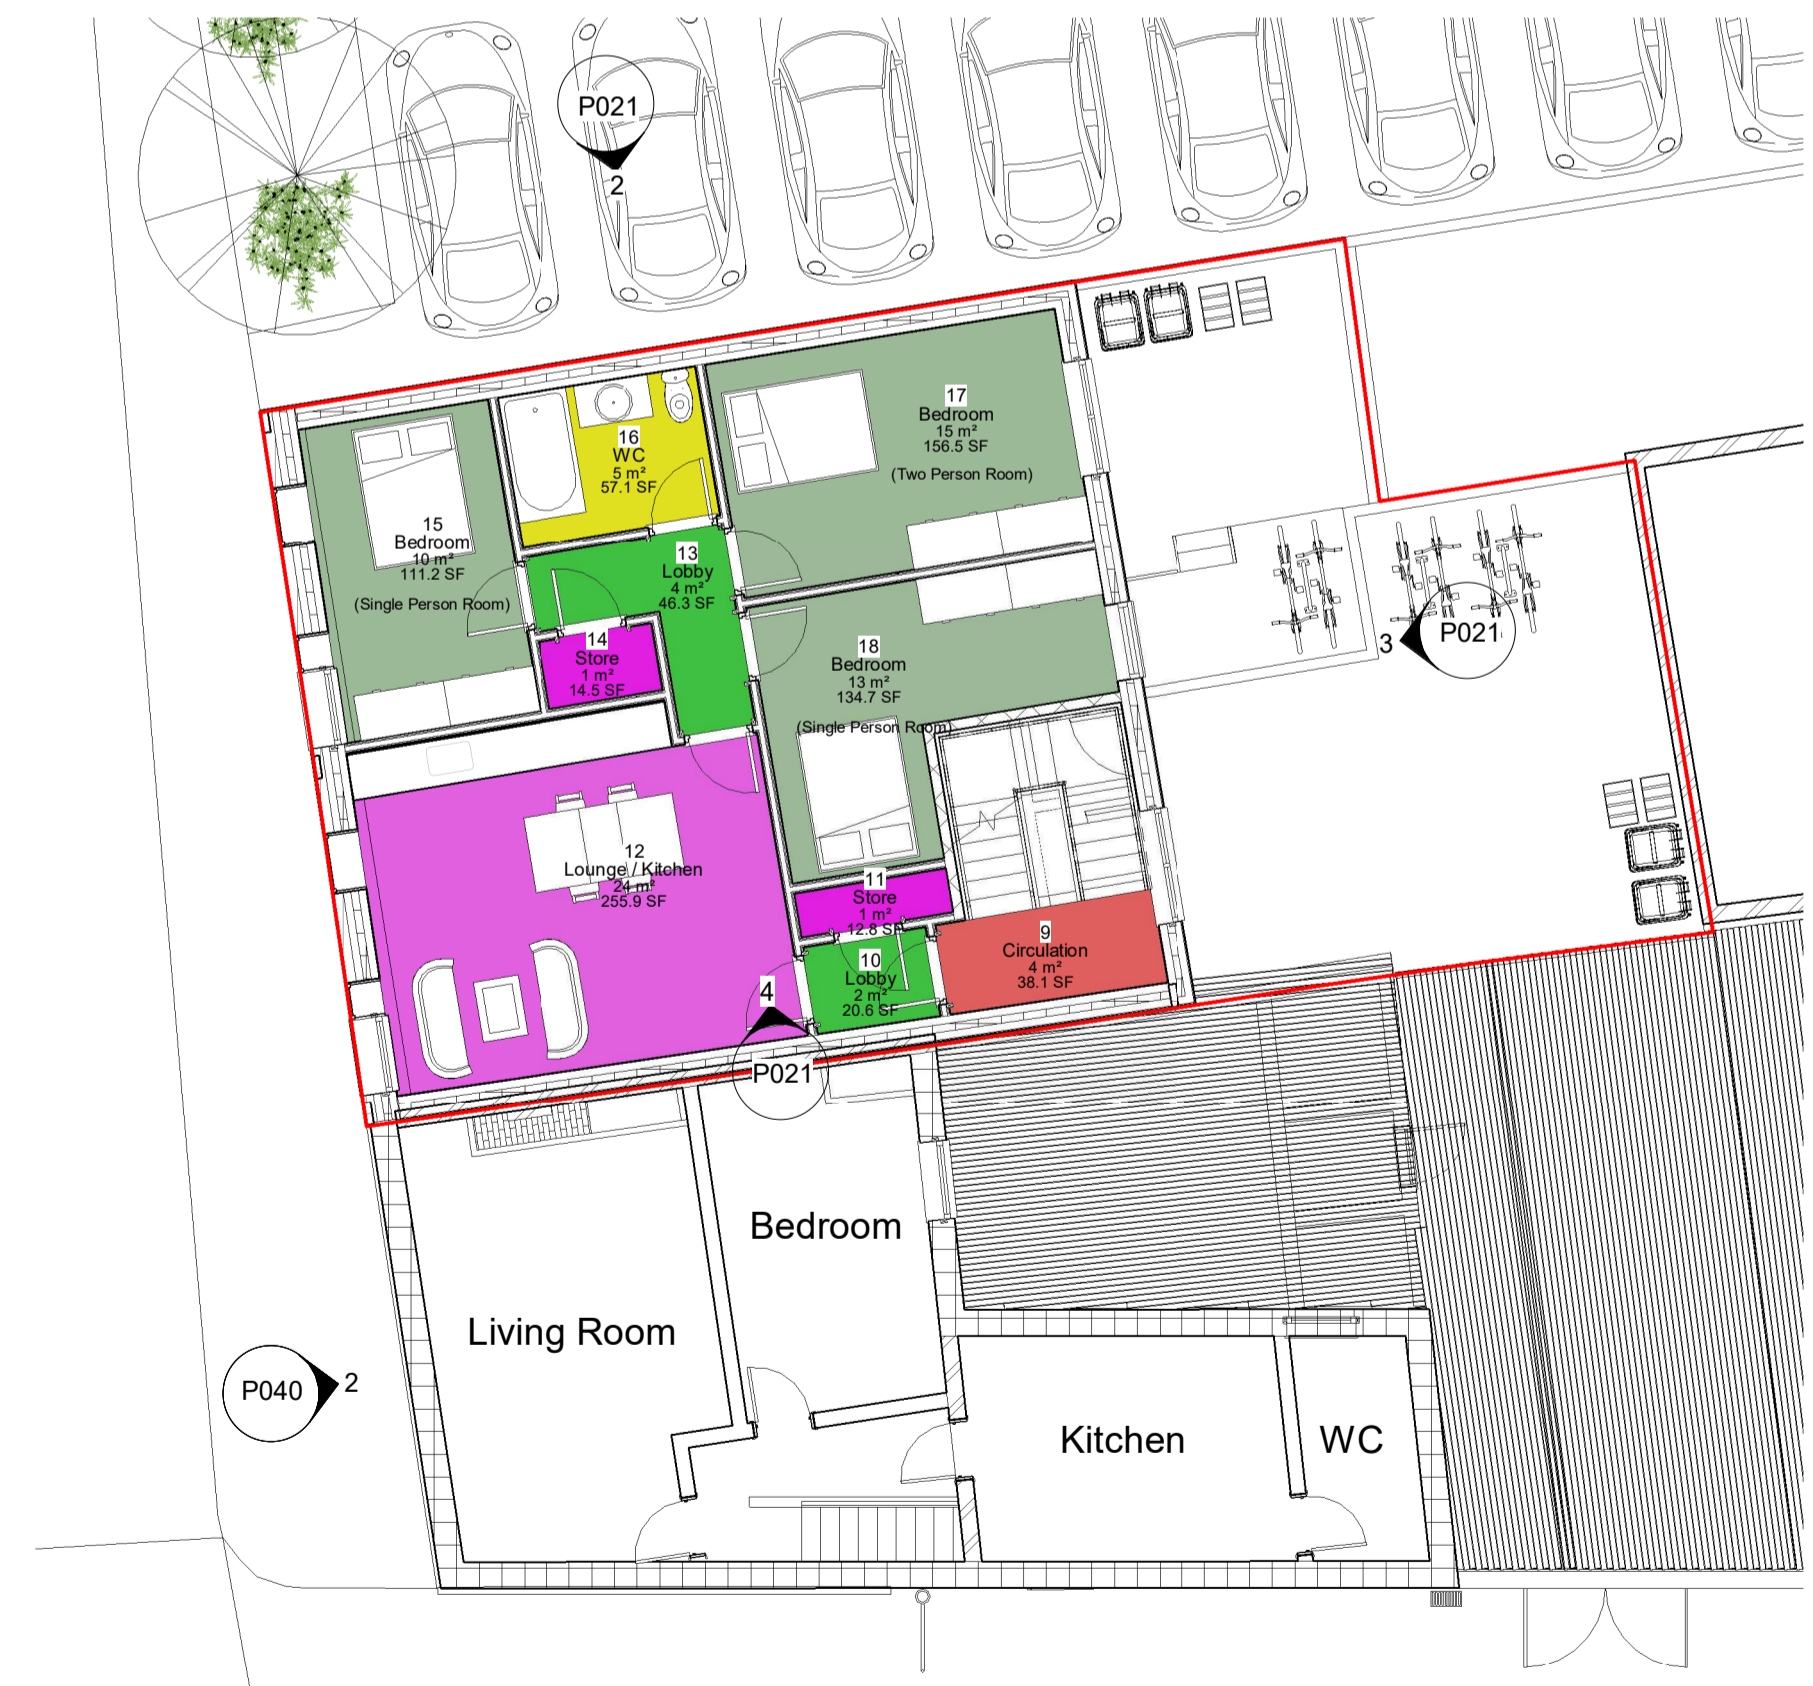 P021
2
17
Bedroom
15 m²
156.5 SF
(Two Person Room)
16
WC
5 m²
57.1 SF
15
Bedroom
10 m²
111.2 SF
(Single Person Room)
13
Lobby
4 m²
46.3 SF
14
Store
1 m²
14.5 SF
18
Bedroom
13 m²
134.7 SF
(Single Person Room)
3
P021
12
Lounge / Kitchen
24 m²
255.9 SF
11
Store
1 m²
12.8 SF
10
Lobby
2 m²
20.6 SF
9
Circulation
4 m²
38.1 SF
4
P021
Bedroom
Living Room
P040
2
Kitchen
WC